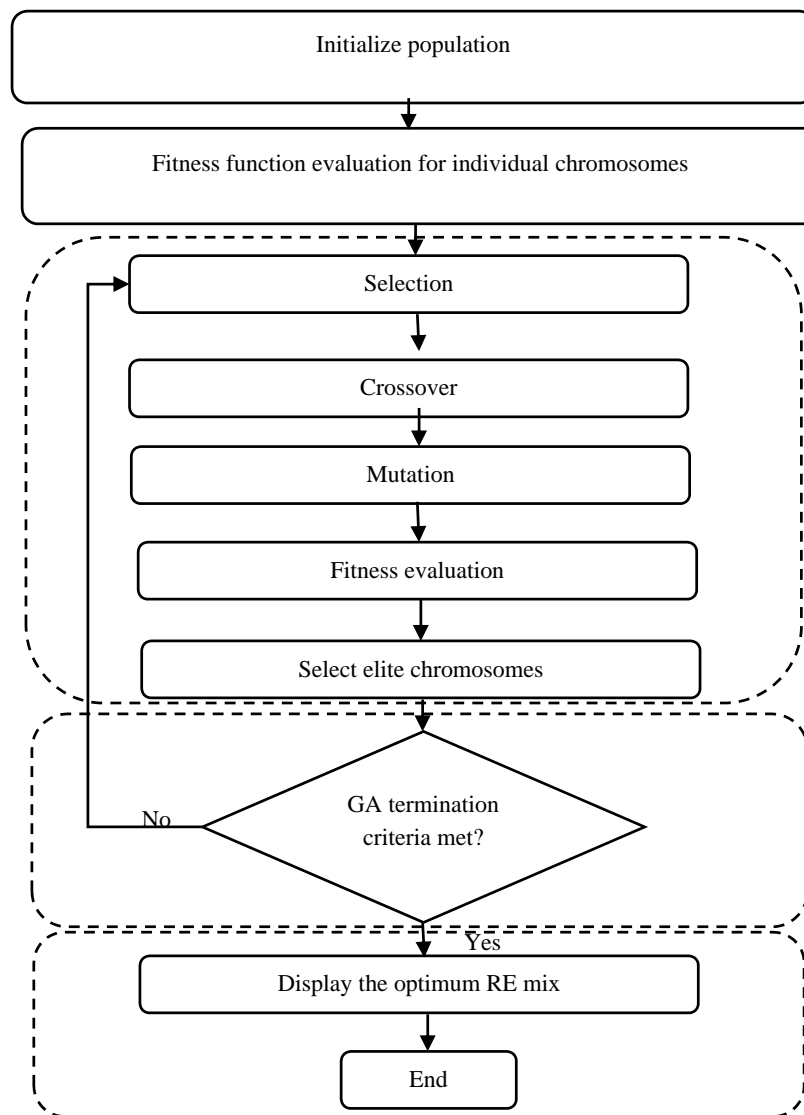 Initialize population
Fitness function evaluation for individual chromosomes
Selection
Crossover
Mutation
Fitness evaluation
Select elite chromosomes
GA termination
criteria met?
No
Yes
Display the optimum RE mix
End